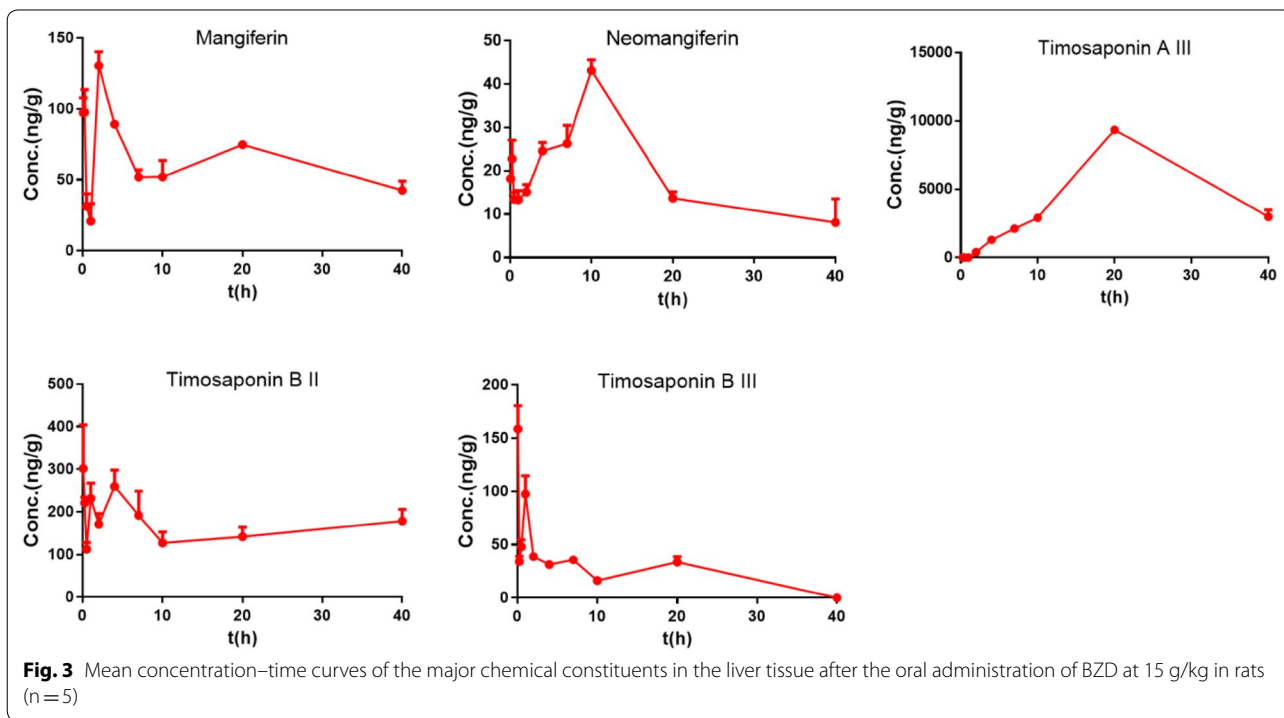 Mangiferin
Conc.(ng/g)
150
100
50
0
0 10 20 30 40
t(h)
Neomangiferin
Conc.(ng/g)
50
40
30
20
10
0
0 10 20 30 40
t(h)
Timosaponin A III
Conc.(ng/g)
15000
10000
5000
0
0 10 20 30 40
t(h)
Timosaponin B II
Conc.(ng/g)
500
400
300
200
100
0
0 10 20 30 40
t(h)
Timosaponin B III
Conc.(ng/g)
200
150
100
50
0
0 10 20 30 40
t(h)
Fig. 3 Mean concentration–time curves of the major chemical constituents in the liver tissue after the oral administration of BZD at 15 g/kg in rats
(n = 5)